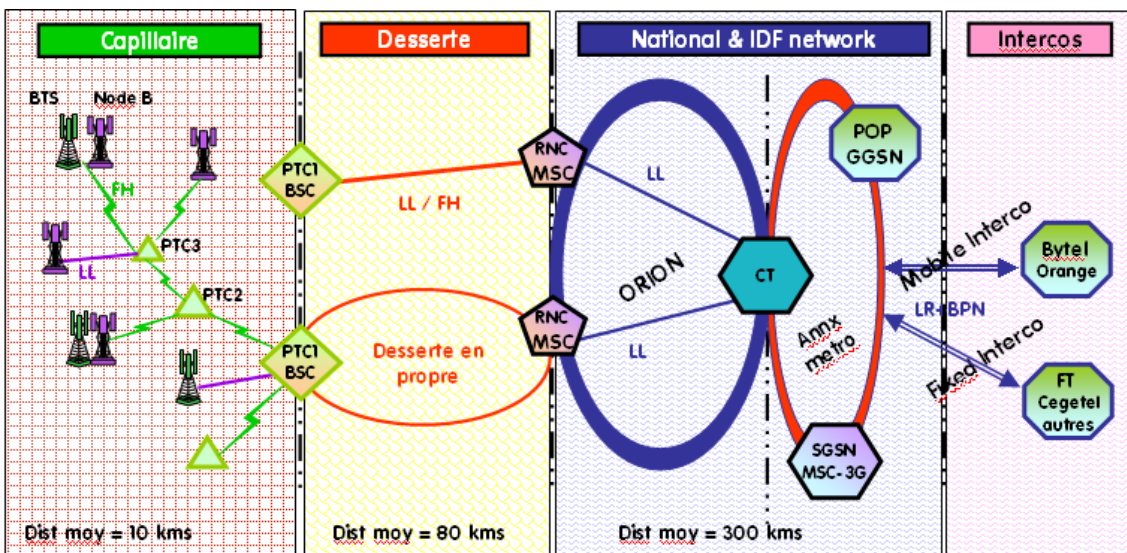 Capillaire
Desserte
National & IDF network
Intercos
BTS
Node B
FH
PTC3
LL
PTC2
PTC1
BSC
PTC1
BSC
LL / FH
Desserte en
propre
RNC
MSC
RNC
MSC
LL
ORION
LL
CT
POP
GGSN
Annx
metro
SGSN
MSC-3G
Mobile Interco
LR+BPN
Fixed Interco
Bytel
Orange
FT
Cegetel
autres
Dist moy = 10 kms
Dist moy = 80 kms
Dist moy = 300 kms